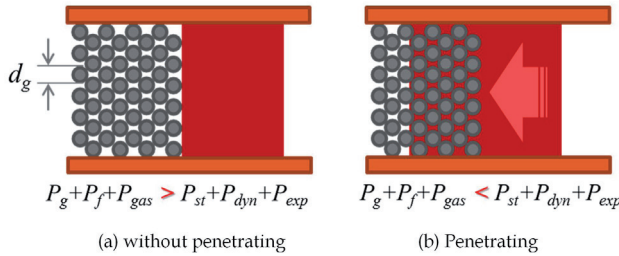 d_g
P_g+P_f+P_gas > P_st+P_dyn+P_exp
(a) without penetrating
P_g+P_f+P_gas < P_st+P_dyn+P_exp
(b) Penetrating